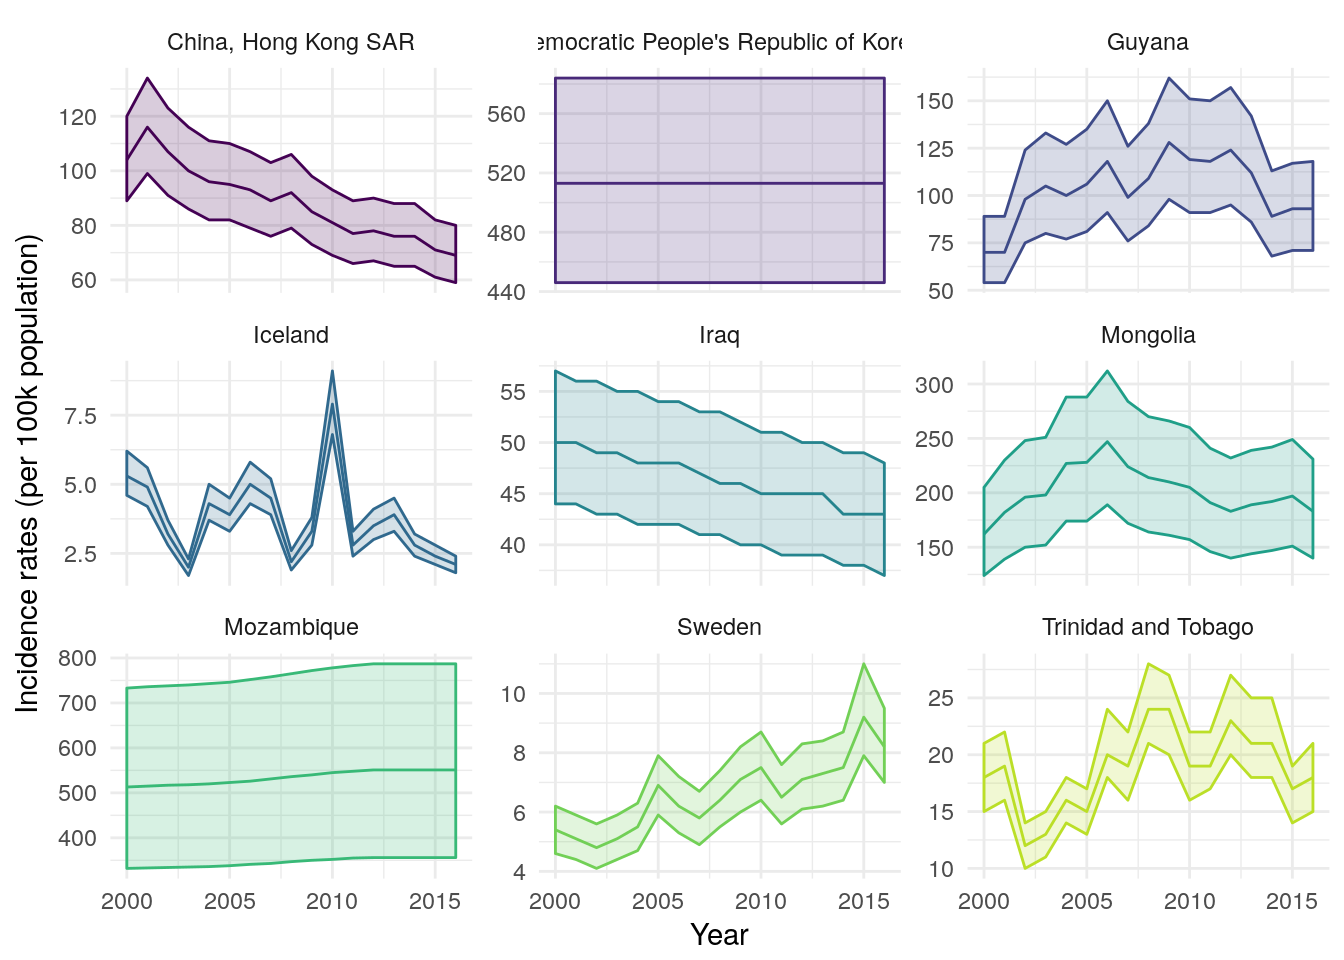 China, Hong Kong SAR
emocratic People's Republic of Kore
Guyana
120
100
80
60
560
520
480
440
150
125
100
75
50
Iceland
Iraq
Mongolia
7.5
5.0
2.5
55
50
45
40
300
250
200
150
Mozambique
Sweden
Trinidad and Tobago
800
700
600
500
400
10
8
6
4
25
20
15
10
2000 2005 2010 2015
2000 2005 2010 2015
2000 2005 2010 2015
Year
Incidence rates (per 100k population)